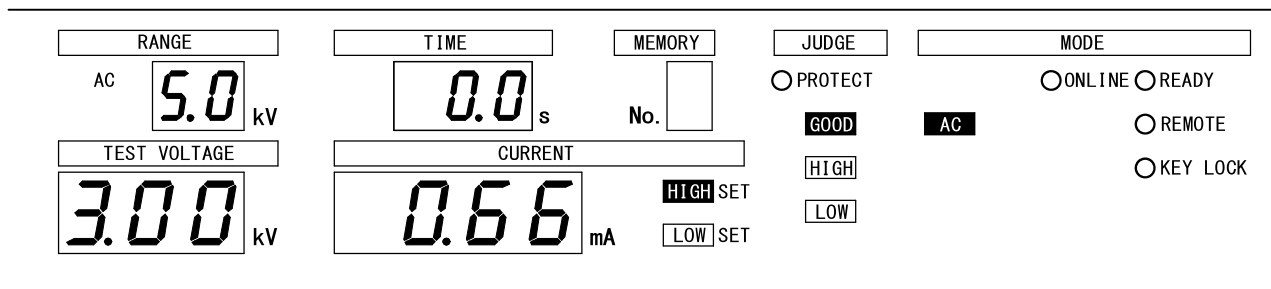 RANGE TIME MEMORY JUDGE MODE
AC 5.0 kV 0.0 s No. PROTECT ONLINE READY
GOOD AC REMOTE
TEST VOLTAGE CURRENT HIGH KEY LOCK
3.00 kV 0.66 mA HIGH SET
LOW SET LOW